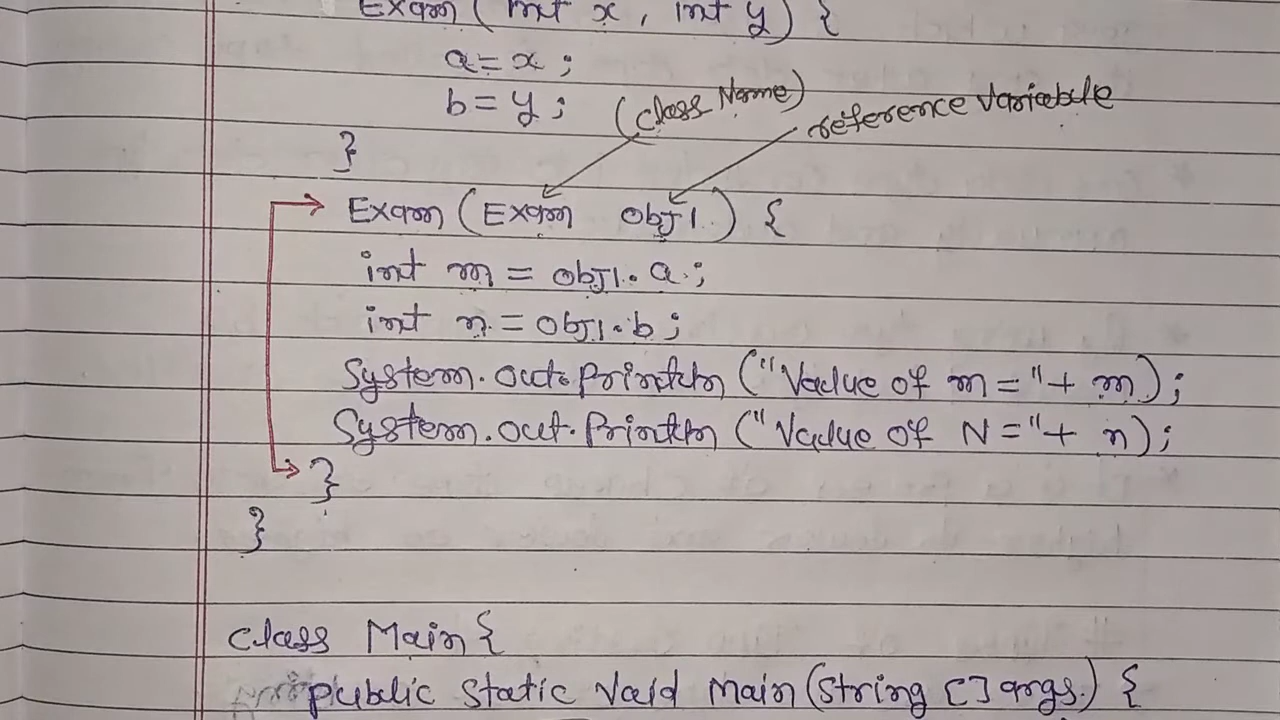 Exam (int x, int y) {
a = x ;
b = y ;
(class Name)
reference variable
}
Exam (Exam obj1) {
int m = obj1.a ;
int n = obj1.b ;
System.out.Println ("Value of m = "+ m);
System.out.Println ("Value of N = "+ n);
}
}
class Main {
public static void main (String [] args) {